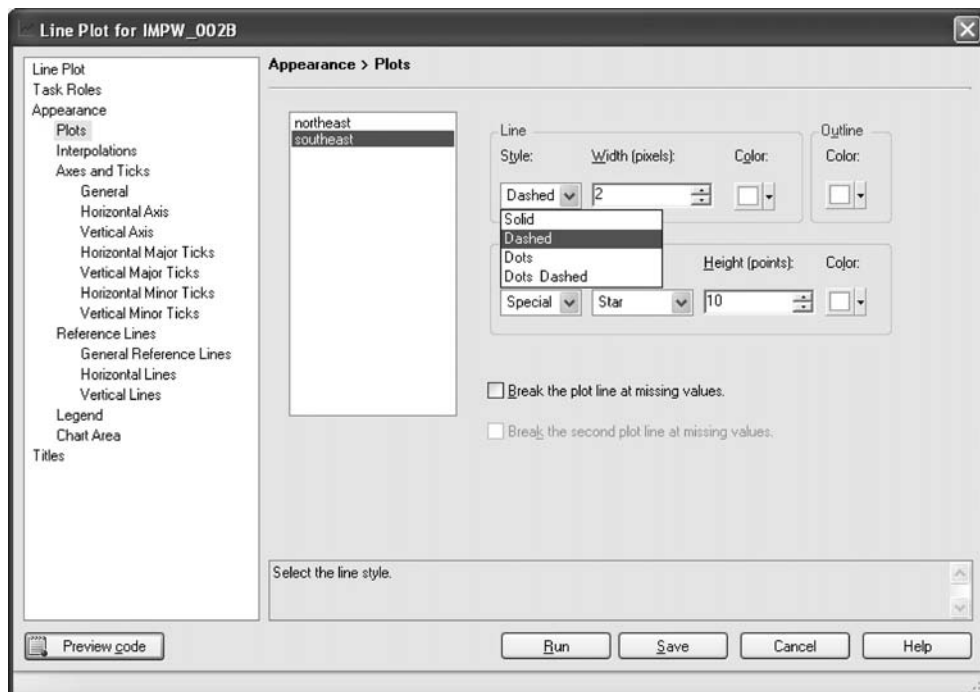 Line Plot for IMPW_002B
Line Plot
Task Roles
Appearance
Plots
Interpolations
Axes and Ticks
General
Horizontal Axis
Vertical Axis
Horizontal Major Ticks
Vertical Major Ticks
Horizontal Minor Ticks
Vertical Minor Ticks
Reference Lines
General Reference Lines
Horizontal Lines
Vertical Lines
Legend
Chart Area
Titles
Appearance > Plots
northeast
southeast
Line
Style: Width (pixels): Color:
Dashed 2
Solid
Dashed
Dots
Dots Dashed
Outline
Color:
Height (points): Color:
Special Star 10
Break the plot line at missing values.
Break the second plot line at missing values.
Select the line style.
Preview code Run Save Cancel Help